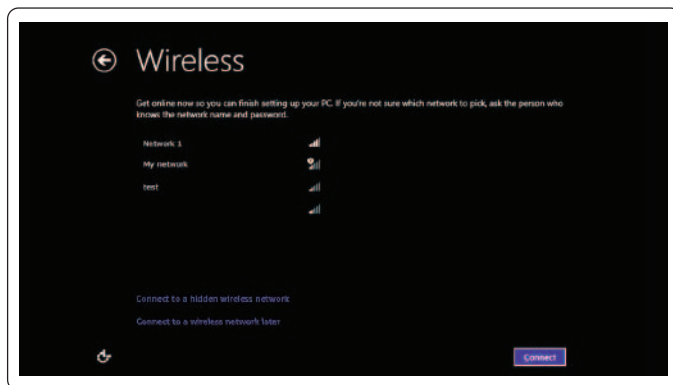 Wireless
Get online now so you can finish setting up your PC. If you're not sure which network to pick, ask the person who
knows the network name and password.
Network 1
My network
test
Connect to a hidden wireless network
Connect to a wireless network later
Connect